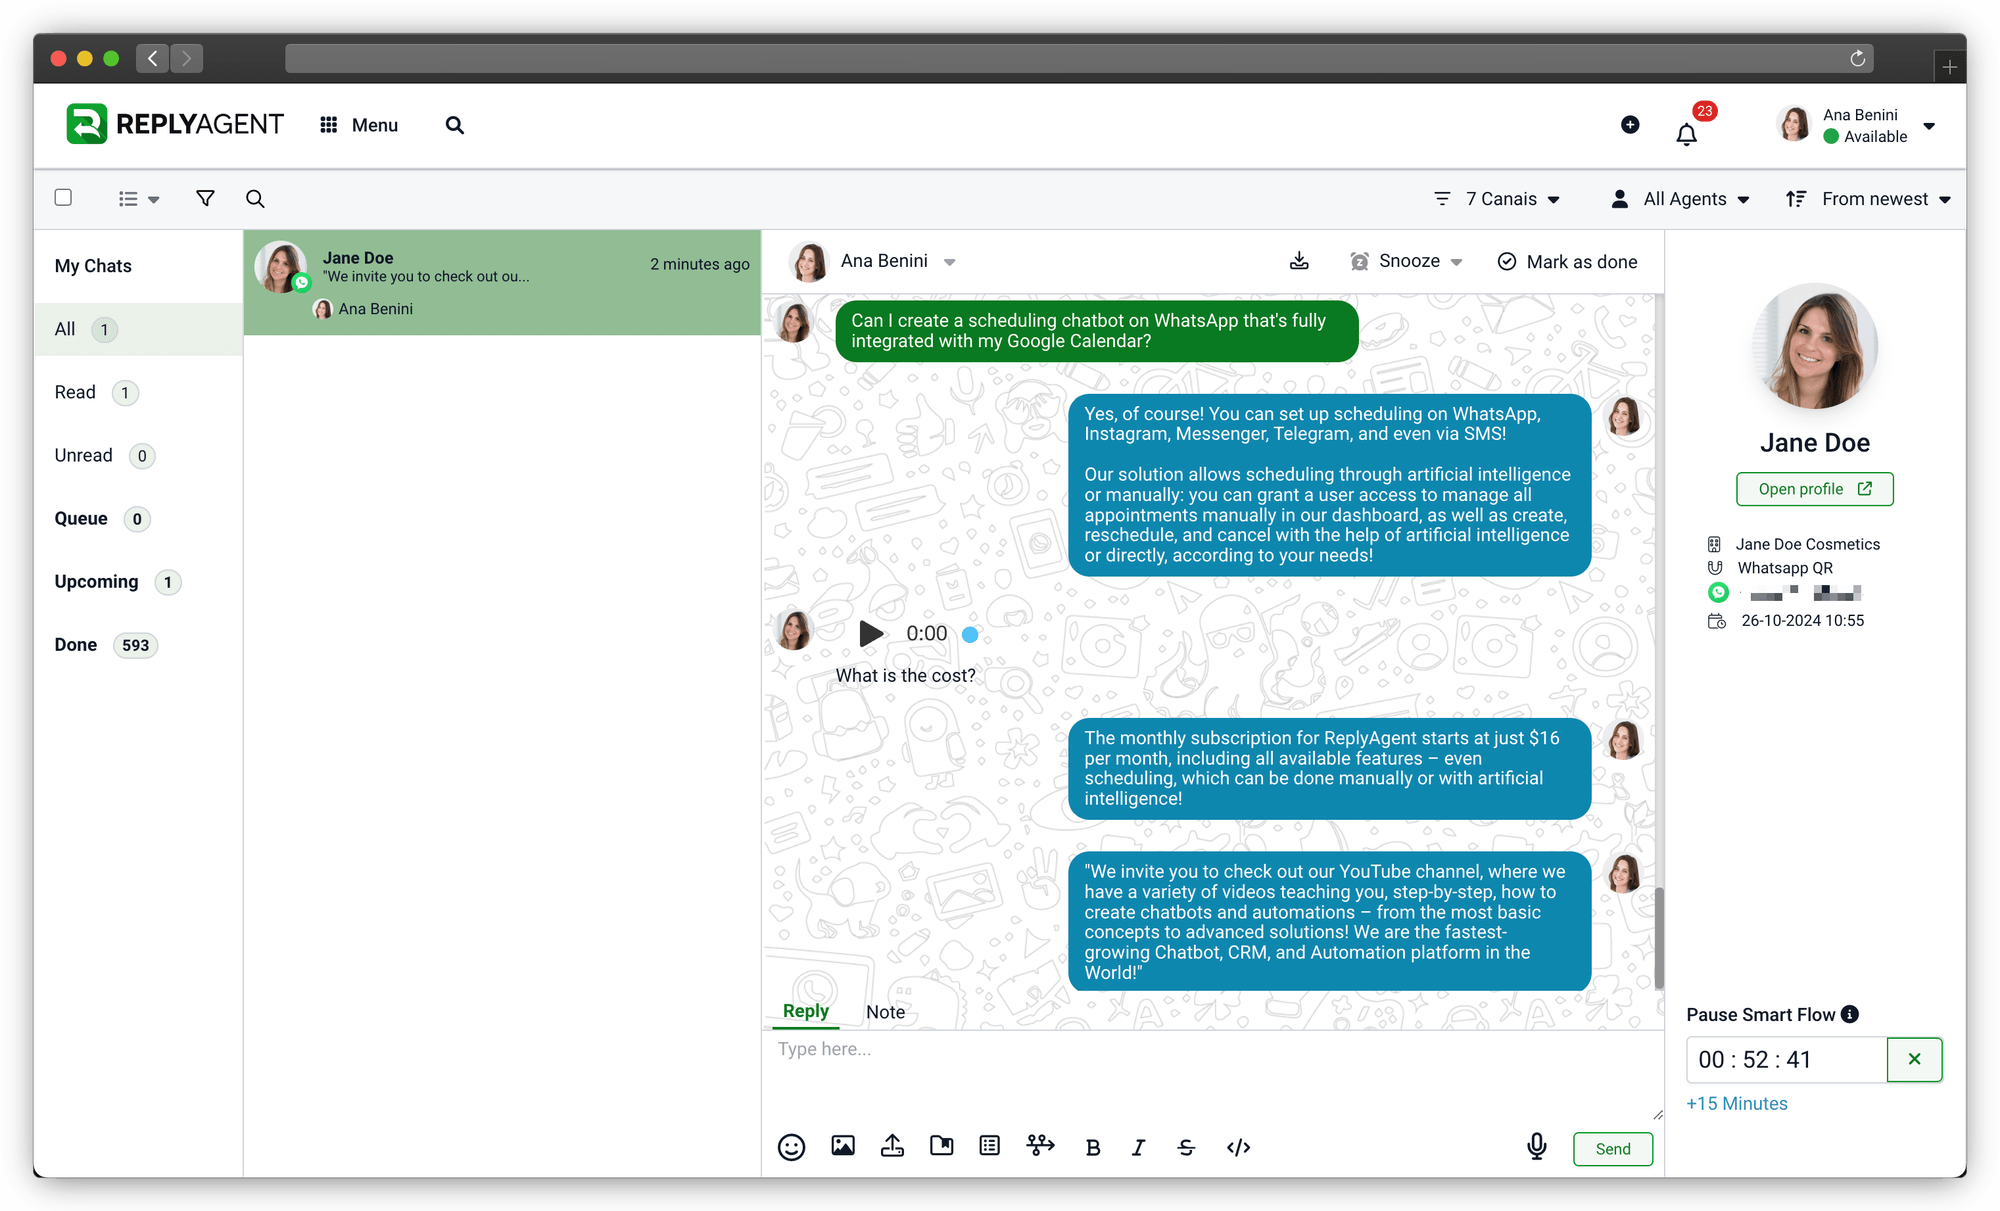 REPLYAGENT
Menu
23
Ana Benini
Available
7 Canais
All Agents
From newest
My Chats
All 1
Read 1
Unread 0
Queue 0
Upcoming 1
Done 593
Jane Doe
2 minutes ago
"We invite you to check out ou...
Ana Benini
Ana Benini
Snooze
Mark as done
Can I create a scheduling chatbot on WhatsApp that's fully
integrated with my Google Calendar?
Yes, of course! You can set up scheduling on WhatsApp,
Instagram, Messenger, Telegram, and even via SMS!
Our solution allows scheduling through artificial intelligence
or manually: you can grant a user access to manage all
appointments manually in our dashboard, as well as create,
reschedule, and cancel with the help of artificial intelligence
or directly, according to your needs!
0:00
What is the cost?
The monthly subscription for ReplyAgent starts at just $16
per month, including all available features – even
scheduling, which can be done manually or with artificial
intelligence!
"We invite you to check out our YouTube channel, where we
have a variety of videos teaching you, step-by-step, how to
create chatbots and automations – from the most basic
concepts to advanced solutions! We are the fastest-
growing Chatbot, CRM, and Automation platform in the
World!"
Reply
Note
Type here...
Send
Jane Doe
Open profile
Jane Doe Cosmetics
Whatsapp QR
26-10-2024 10:55
Pause Smart Flow
00 : 52 : 41
+15 Minutes